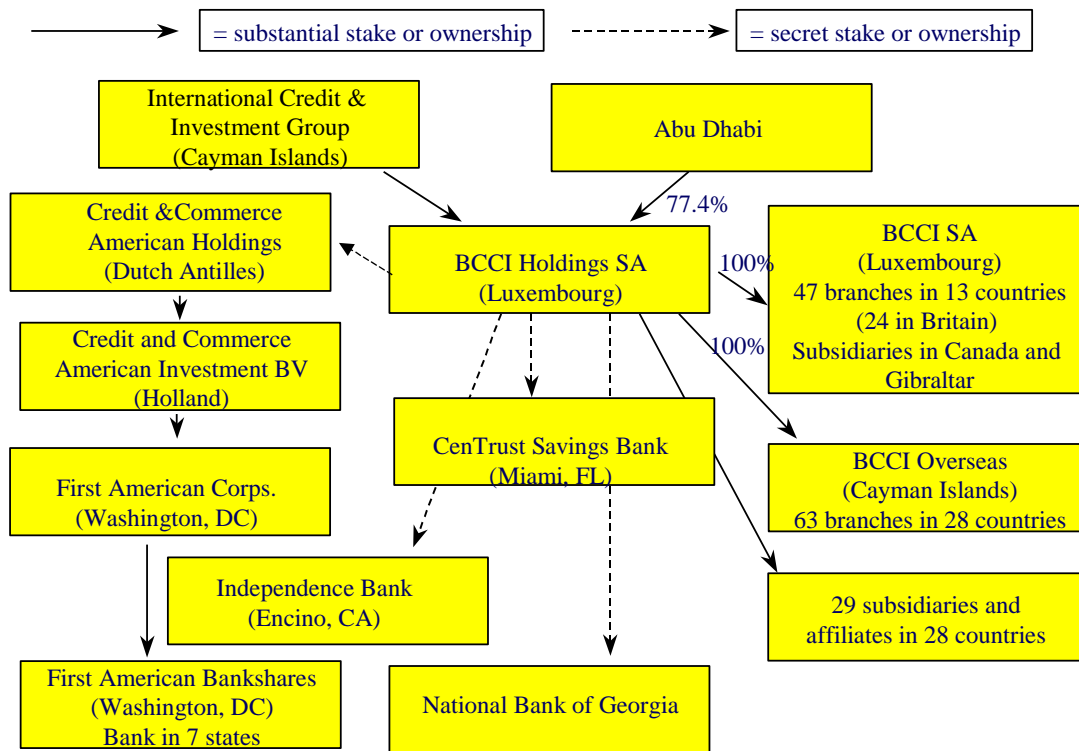 = substantial stake or ownership
= secret stake or ownership
International Credit &
Investment Group
(Cayman Islands)
Abu Dhabi
77.4%
Credit &Commerce
American Holdings
(Dutch Antilles)
BCCI Holdings SA
(Luxembourg)
100%
BCCI SA
(Luxembourg)
47 branches in 13 countries
(24 in Britain)
Subsidiaries in Canada and
Gibraltar
100%
Credit and Commerce
American Investment BV
(Holland)
CenTrust Savings Bank
(Miami, FL)
First American Corps.
(Washington, DC)
BCCI Overseas
(Cayman Islands)
63 branches in 28 countries
Independence Bank
(Encino, CA)
29 subsidiaries and
affiliates in 28 countries
First American Bankshares
(Washington, DC)
Bank in 7 states
National Bank of Georgia